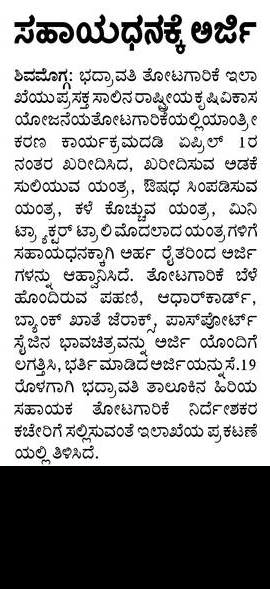 ಸಹಾಯಧನಕ್ಕೆ ಅರ್ಜಿ
ಶಿವಮೊಗ್ಗ: ಭದ್ರಾವತಿ ತೋಟಗಾರಿಕೆ ಇಲಾ
ಖೆಯು ಪ್ರಸಕ್ತ ಸಾಲಿನ ರಾಷ್ಟ್ರೀಯ ಕೃಷಿ ವಿಕಾಸ
ಯೋಜನೆಯ ತೋಟಗಾರಿಕೆಯಲ್ಲಿ ಯಾಂತ್ರೀ
ಕರಣ ಕಾರ್ಯಕ್ರಮದಡಿ ಏಪ್ರಿಲ್ 1ರ
ನಂತರ ಖರೀದಿಸಿದ, ಖರೀದಿಸುವ ಅಡಕೆ
ಸುಲಿಯುವ ಯಂತ್ರ, ಔಷಧ ಸಿಂಪಡಿಸುವ
ಯಂತ್ರ, ಕಳೆ ಕೊಚ್ಚುವ ಯಂತ್ರ, ಮಿನಿ
ಟ್ರ್ಯಾಕ್ಟರ್ ಟ್ರಾಲಿ ಮೊದಲಾದ ಯಂತ್ರಗಳಿಗೆ
ಸಹಾಯಧನಕ್ಕಾಗಿ ಅರ್ಹ ರೈತರಿಂದ ಅರ್ಜಿ
ಗಳನ್ನು ಆಹ್ವಾನಿಸಿದೆ. ತೋಟಗಾರಿಕೆ ಬೆಳೆ
ಹೊಂದಿರುವ ಪಹಣಿ, ಆಧಾರ್‌ಕಾರ್ಡ್,
ಬ್ಯಾಂಕ್ ಖಾತೆ ಜೆರಾಕ್ಸ್, ಪಾಸ್‌ಪೋರ್ಟ್
ಸೈಜಿನ ಭಾವಚಿತ್ರವನ್ನು ಅರ್ಜಿ ಯೊಂದಿಗೆ
ಲಗತ್ತಿಸಿ, ಭರ್ತಿ ಮಾಡಿದ ಅರ್ಜಿಯನ್ನು ಸೆ.19
ರೊಳಗಾಗಿ ಭದ್ರಾವತಿ ತಾಲೂಕಿನ ಹಿರಿಯ
ಸಹಾಯಕ ತೋಟಗಾರಿಕೆ ನಿರ್ದೇಶಕರ
ಕಚೇರಿಗೆ ಸಲ್ಲಿಸುವಂತೆ ಇಲಾಖೆಯ ಪ್ರಕಟಣೆ
ಯಲ್ಲಿ ತಿಳಿಸಿದೆ.